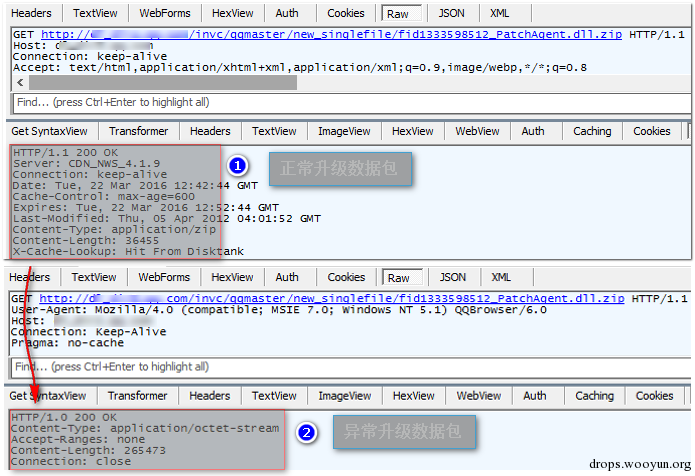 Headers TextView WebForms HexView Auth Cookies Raw JSON XML
GET http:// /invc/qqmaster/new_singlefile/fid1333598512_PatchAgent.dll.zip HTTP/1.1
Host:
Connection: keep-alive
Accept: text/html,application/xhtml+xml,application/xml;q=0.9,image/webp,*/*;q=0.8
Find... (press Ctrl+Enter to highlight all)
Get SyntaxView Transformer Headers TextView ImageView HexView WebView Auth Caching Cookies
HTTP/1.1 200 OK
Server: CDN_NWS_4.1.9
Connection: keep-alive
Date: Tue, 22 Mar 2016 12:42:44 GMT
Cache-Control: max-age=600
Expires: Tue, 22 Mar 2016 12:52:44 GMT
Last-Modified: Thu, 05 Apr 2012 04:01:52 GMT
Content-Type: application/zip
Content-Length: 36455
X-Cache-Lookup: Hit From Disktank
1 正常升级数据包
Headers TextView WebForms HexView Auth Cookies Raw JSON XML
GET http:// .com/invc/qqmaster/new_singlefile/fid1333598512_PatchAgent.dll.zip HTTP/1.1
User-Agent: Mozilla/4.0 (compatible; MSIE 7.0; Windows NT 5.1) QQBrowser/6.0
Host:
Connection: Keep-Alive
Pragma: no-cache
Find... (press Ctrl+Enter to highlight all)
Get SyntaxView Transformer Headers TextView ImageView HexView WebView Auth Caching Cookies
HTTP/1.0 200 OK
Content-Type: application/octet-stream
Accept-Ranges: none
Content-Length: 265473
Connection: close
2 异常升级数据包
drops.wooyun.org